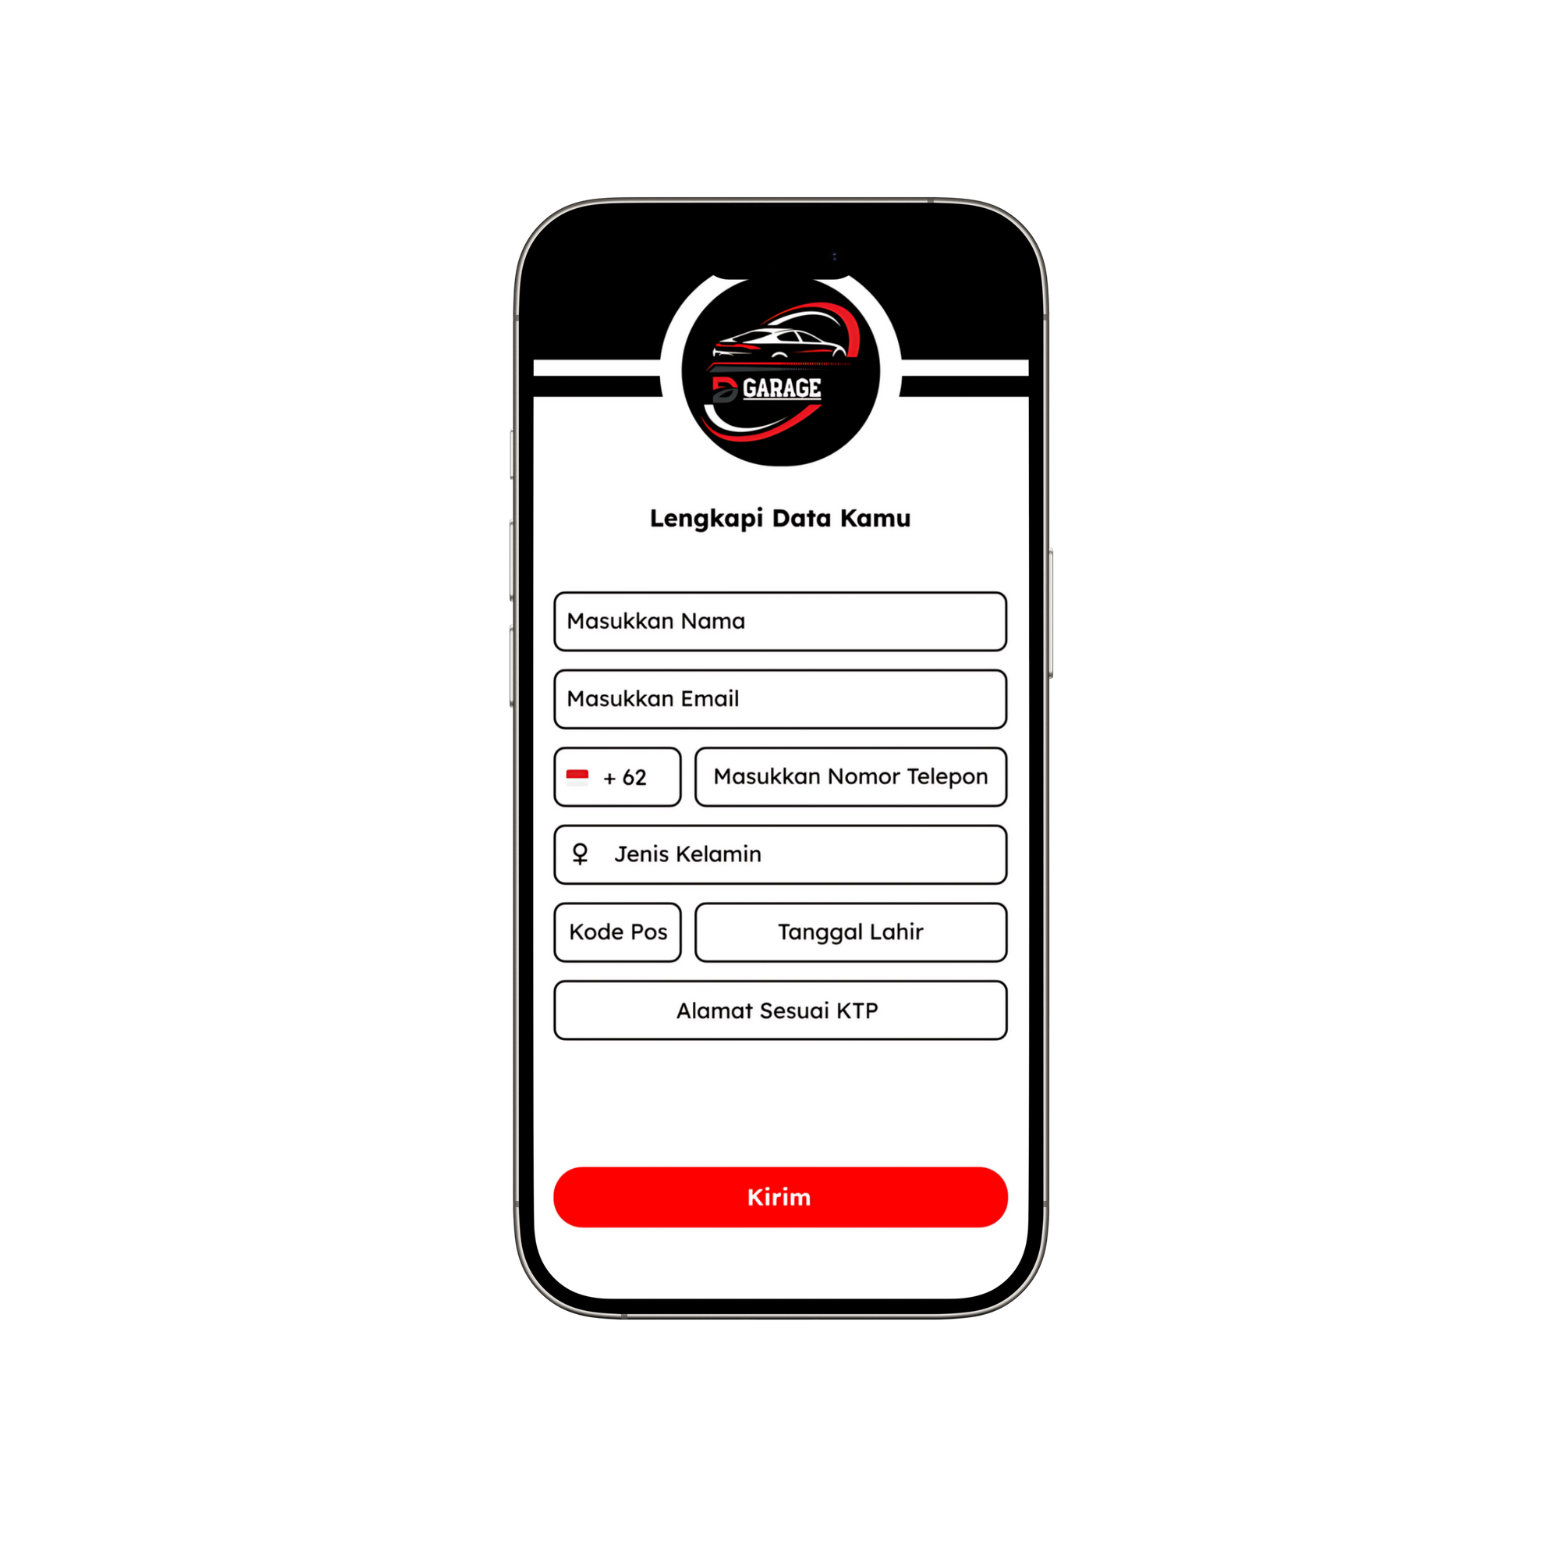 D GARAGE
Lengkapi Data Kamu
Masukkan Nama
Masukkan Email
+ 62
Masukkan Nomor Telepon
Jenis Kelamin
Kode Pos
Tanggal Lahir
Alamat Sesuai KTP
Kirim